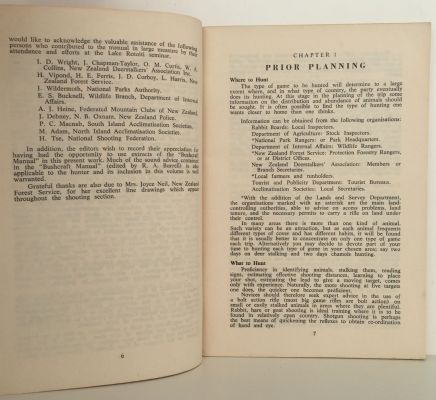 would like to acknowledge the valuable assistance of the following
persons who contributed to the manual in large measure by their
attendance and efforts at the Lake Rotoiti seminar.
I. D. Wright, J. Chapman-Taylor, O. M. Curtis, W. A.
Collins, New Zealand Deerstalkers' Association Inc.
H. Vipond, H. E. Ferris, J. D. Curboy, L. Harris, New
Zealand Forest Service.
J. Wildermoth, National Parks Authority.
E. S. Bucknell, Wildlife Branch, Department of Internal
Affairs.
A. J. Heine, Federated Mountain Clubs of New Zealand.
J. Debney, N. B. Oxnam, New Zealand Police.
P. C. Mannah, South Island Acclimatisation Societies.
M. Adam, North Island Acclimatisation Societies.
H. Tse, National Shooting Federation.
In addition, the editors wish to record their appreciation for
having had the opportunity to use extracts of the "Bushcraft
Manual" in this present work. Much of the sound advice contained
in the "Bushcraft Manual" (edited by R. A. Burrell) is also
applicable to the hunter and its inclusion in this volume is well
warranted.
Grateful thanks are also due to Mrs. Joyce Neil, New Zealand
Forest Service, for her excellent line drawings which appear
throughout the shooting section.
6
CHAPTER 1
PRIOR PLANNING
Where to Hunt
The type of game to be hunted will determine to a large
extent where, and in what type of country, the party eventually
does its hunting. At this stage in the planning of the trip some
information on the distribution and abundance of animals should
be sought. It is often possible to find the type of hunting one
wants closer to home than one thinks.
Information can be obtained from the following organisations:
Rabbit Boards: Local Inspectors.
Department of Agriculture: Stock Inspectors.
*National Park Rangers: or Park Headquarters.
Department of Internal Affairs: Wildlife Rangers.
*New Zealand Forest Service: Protection Forestry Rangers,
or at District Offices.
New Zealand Deerstalkers' Association: Members or
Branch Secretaries.
*Local farmers and runholders.
Tourist and Publicity Department: Tourist Bureaux.
Acclimatisation Societies: Local Secretaries.
*With the addition of the Lands and Survey Department,
the organisations marked with an asterisk are the main land
controlling authorities, able to advise on access problems, land
tenure, and the necessary permits to carry a rifle on land under
their control.
In many areas there is more than one kind of animal.
Such variety can be an attraction, but as each animal frequents
different types of cover and has different habits, it will be found
that it is usually better to concentrate on only one type of game
each trip. Alternatively you may decide to devote part of your
time to hunting each type of game in your chosen area; say two
days on deer stalking and two days chamois hunting.
What to Hunt
Proficiency in identifying animals, stalking them, reading
signs, estimating effective shooting distances, learning to place
your shot, estimating the lead to give a moving target, comes
only with experience. Naturally, the more shooting at live targets
one does, the quicker one becomes proficient.
Novices should therefore seek expert advice in the use of
a bolt action rifle (most big game rifles are bolt action) on
small or easily stalked animals in areas where they are plentiful.
Rabbit, hare or goat shooting is ideal training where it is to be
found in relatively open country. Shotgun shooting is perhaps
the best means of quickening the reflexes to obtain co-ordination
of hand and eye.
7